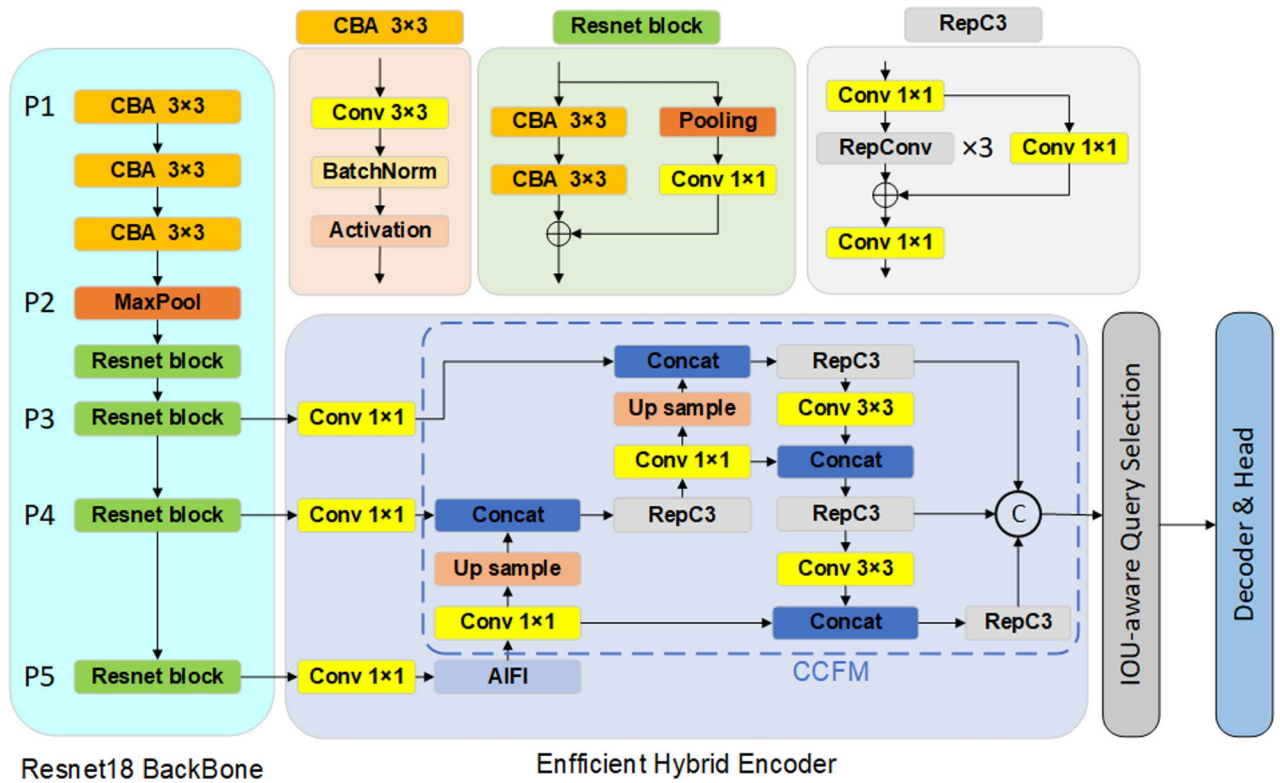 CBA 3×3
Resnet block
RepC3
P1
CBA 3×3
CBA 3×3
CBA 3×3
P2
MaxPool
Resnet block
P3
Resnet block
P4
Resnet block
P5
Resnet block
Resnet18 BackBone
Conv 3×3
BatchNorm
Activation
CBA 3×3
Pooling
CBA 3×3
Conv 1×1
Conv 1×1
RepConv
×3
Conv 1×1
Conv 1×1
Concat
RepC3
Conv 1×1
Up sample
Conv 3×3
Conv 1×1
Concat
Conv 1×1
Concat
RepC3
RepC3
C
Up sample
Conv 3×3
Conv 1×1
Concat
RepC3
Conv 1×1
AIFI
CCFM
Enfficient Hybrid Encoder
IOU-aware Query Selection
Decoder & Head